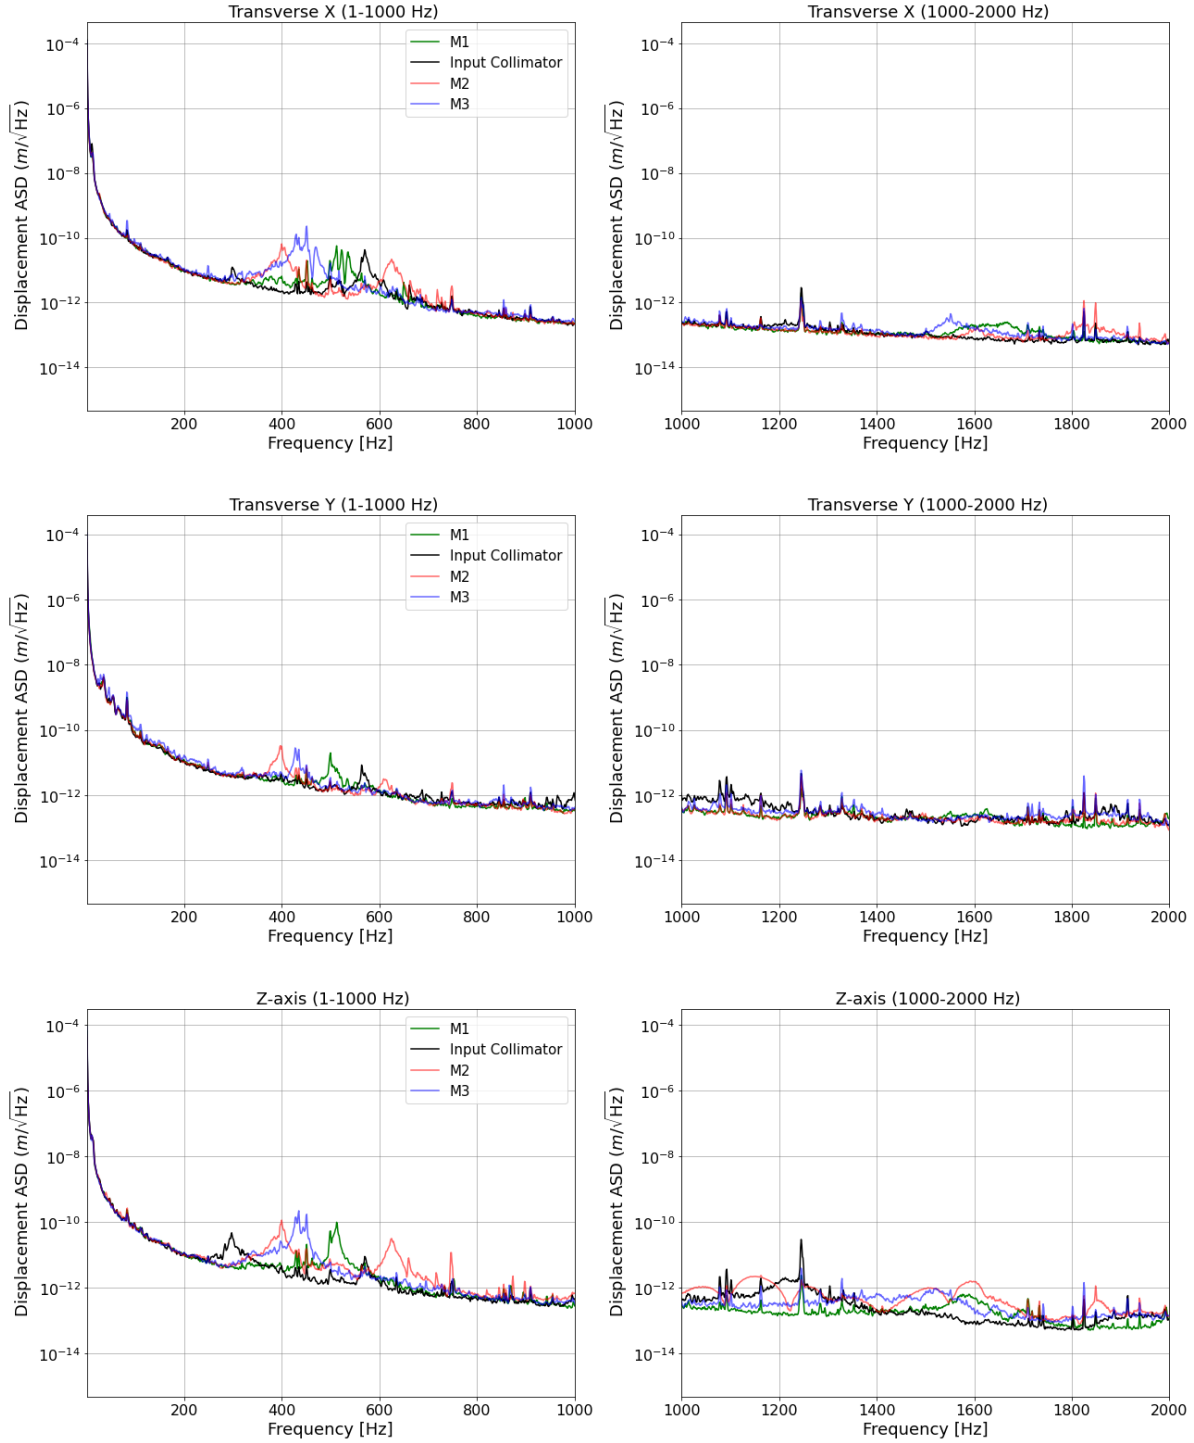 Transverse X (1-1000 Hz)
Displacement ASD (m/√Hz)
10⁻⁴
10⁻⁶
10⁻⁸
10⁻¹⁰
10⁻¹²
10⁻¹⁴
M1
Input Collimator
M2
M3
200 400 600 800 1000
Frequency [Hz]
Transverse X (1000-2000 Hz)
Displacement ASD (m/√Hz)
10⁻⁴
10⁻⁶
10⁻⁸
10⁻¹⁰
10⁻¹²
10⁻¹⁴
1000 1200 1400 1600 1800 2000
Frequency [Hz]
Transverse Y (1-1000 Hz)
Displacement ASD (m/√Hz)
10⁻⁴
10⁻⁶
10⁻⁸
10⁻¹⁰
10⁻¹²
10⁻¹⁴
M1
Input Collimator
M2
M3
200 400 600 800 1000
Frequency [Hz]
Transverse Y (1000-2000 Hz)
Displacement ASD (m/√Hz)
10⁻⁴
10⁻⁶
10⁻⁸
10⁻¹⁰
10⁻¹²
10⁻¹⁴
1000 1200 1400 1600 1800 2000
Frequency [Hz]
Z-axis (1-1000 Hz)
Displacement ASD (m/√Hz)
10⁻⁴
10⁻⁶
10⁻⁸
10⁻¹⁰
10⁻¹²
10⁻¹⁴
M1
Input Collimator
M2
M3
200 400 600 800 1000
Frequency [Hz]
Z-axis (1000-2000 Hz)
Displacement ASD (m/√Hz)
10⁻⁴
10⁻⁶
10⁻⁸
10⁻¹⁰
10⁻¹²
10⁻¹⁴
1000 1200 1400 1600 1800 2000
Frequency [Hz]